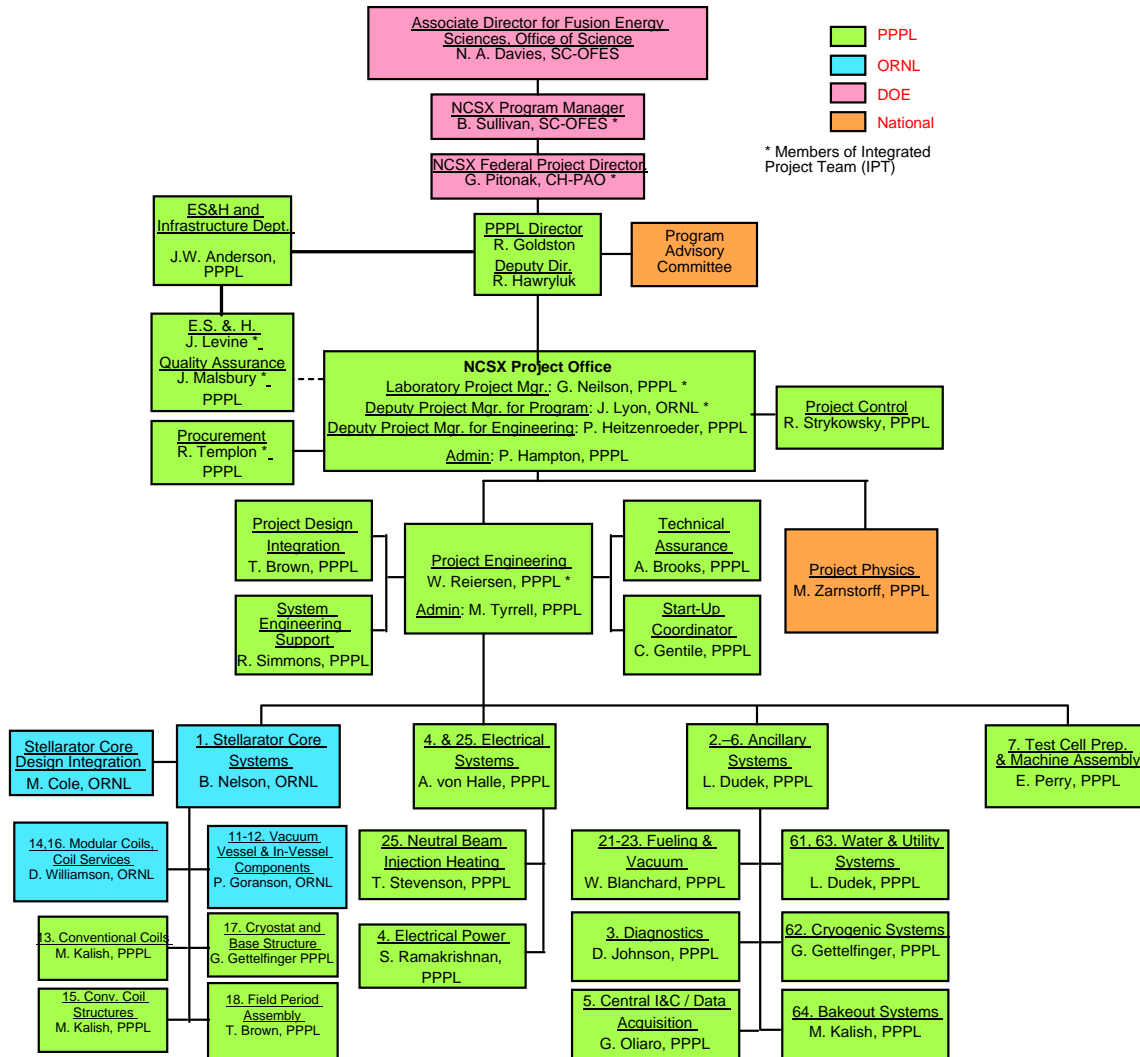 Associate Director for Fusion Energy
Sciences, Office of Science
N. A. Davies, SC-OFES
PPPL
ORNL
DOE
National
* Members of Integrated
Project Team (IPT)
NCSX Program Manager
B. Sullivan, SC-OFES *
NCSX Federal Project Director
G. Pitonak, CH-PAO *
ES&H and
Infrastructure Dept.
J.W. Anderson,
PPPL
PPPL Director
R. Goldston
Deputy Dir.
R. Hawryluk
Program
Advisory
Committee
E.S. &. H.
J. Levine *
Quality Assurance
J. Malsbury *
PPPL
NCSX Project Office
Laboratory Project Mgr.: G. Neilson, PPPL *
Deputy Project Mgr. for Program: J. Lyon, ORNL *
Deputy Project Mgr. for Engineering: P. Heitzenroeder, PPPL
Admin: P. Hampton, PPPL
Project Control
R. Strykowsky, PPPL
Procurement
R. Templon *
PPPL
Project Design
Integration
T. Brown, PPPL
Project Engineering
W. Reiersen, PPPL *
Admin: M. Tyrrell, PPPL
Technical
Assurance
A. Brooks, PPPL
Project Physics
M. Zarnstorff, PPPL
System
Engineering
Support
R. Simmons, PPPL
Start-Up
Coordinator
C. Gentile, PPPL
Stellarator Core
Design Integration
M. Cole, ORNL
1. Stellarator Core
Systems
B. Nelson, ORNL
4. & 25. Electrical
Systems
A. von Halle, PPPL
2.–6. Ancillary
Systems
L. Dudek, PPPL
7. Test Cell Prep.
& Machine Assembly
E. Perry, PPPL
14,16. Modular Coils,
Coil Services
D. Williamson, ORNL
11-12. Vacuum
Vessel & In-Vessel
Components
P. Goranson, ORNL
25. Neutral Beam
Injection Heating
T. Stevenson, PPPL
21-23. Fueling &
Vacuum
W. Blanchard, PPPL
61, 63. Water & Utility
Systems
L. Dudek, PPPL
13. Conventional Coils
M. Kalish, PPPL
17. Cryostat and
Base Structure
G. Gettelfinger PPPL
4. Electrical Power
S. Ramakrishnan,
PPPL
3. Diagnostics
D. Johnson, PPPL
62. Cryogenic Systems
G. Gettelfinger, PPPL
15. Conv. Coil
Structures
M. Kalish, PPPL
18. Field Period
Assembly
T. Brown, PPPL
5. Central I&C / Data
Acquisition
G. Oliaro, PPPL
64. Bakeout Systems
M. Kalish, PPPL